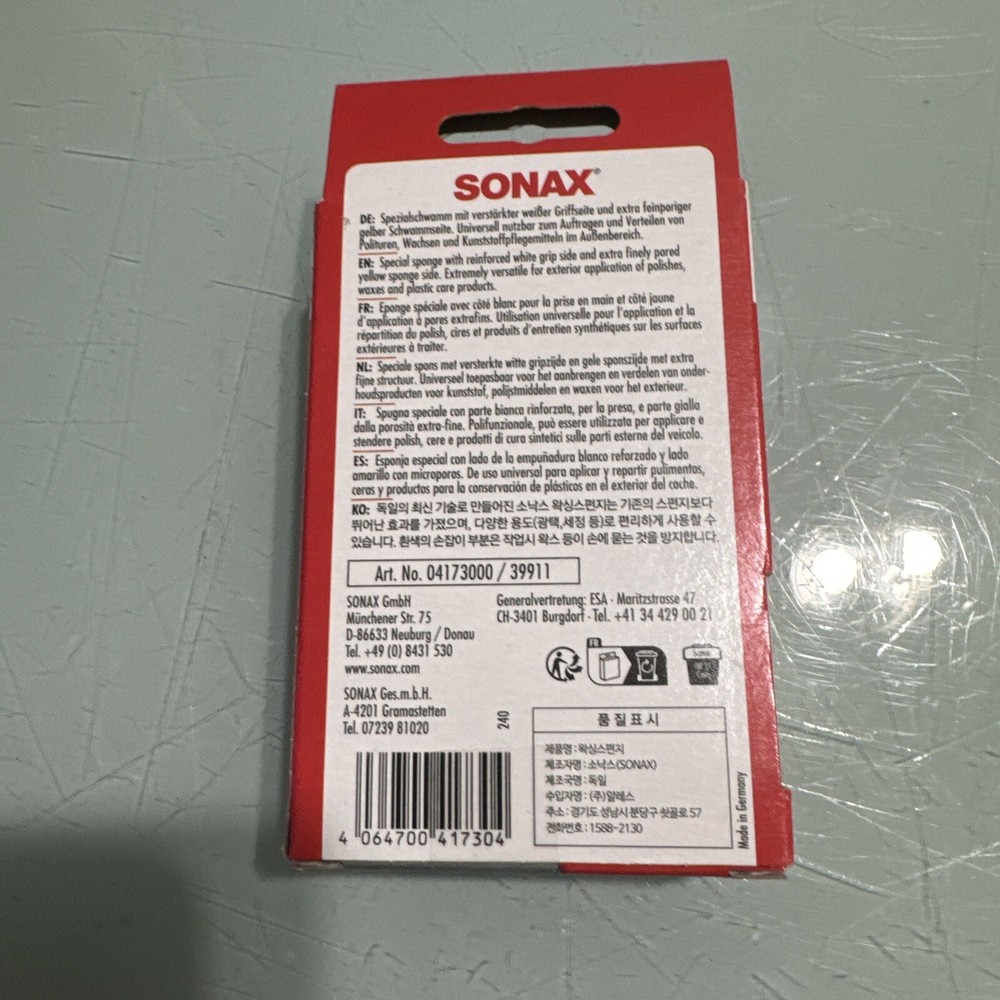 SONAX®
DE: Spezialschwamm mit verstärkter weißer Griffseite und extra feinporiger
gelber Schwammseite. Universell nutzbar zum Auftragen und Verteilen von
Polituren, Wachsen und Kunststoffpflegemitteln im Außenbereich.
EN: Special sponge with reinforced white grip side and extra finely pored
yellow sponge side. Extremely versatile for exterior application of polishes,
waxes and plastic care products.
FR: Eponge spéciale avec côté blanc pour la prise en main et côté jaune
d'application à pores extrafins. Utilisation universelle pour l'application et la
répartition du polish, cires et produits d'entretien synthétiques sur les surfaces
extérieures à traiter.
NL: Speciale spons met versterkte witte gripzijde en gele sponszijde met extra
fijne structuur. Universeel toepasbaar voor het aanbrengen en verdelen van onder-
houdsproducten voor kunststof, polijstmiddelen en waxen voor het exterieur.
IT: Spugna speciale con parte bianca rinforzata, per la presa, e parte gialla
dalla porosità extra-fine. Polifunzionale, può essere utilizzata per applicare e
stendere polish, cere e prodotti di cura sintetici sulle parti esterne del veicolo.
ES: Esponja especial con lado de la empuñadura blanco reforzado y lado
amarillo con microporos. De uso universal para aplicar y repartir pulimentos,
ceras y productos para la conservación de plásticos en el exterior del coche.
KO: 독일의 최신 기술로 만들어진 소낙스 왁싱스펀지는 기존의 스펀지보다
뛰어난 효과를 가졌으며, 다양한 용도(광택,세정 등)로 편리하게 사용할 수
있습니다. 흰색의 손잡이 부분은 작업시 왁스 등이 손에 묻는 것을 방지합니다.
Art. No. 04173000 / 39911
SONAX GmbH
Münchener Str. 75
D-86633 Neuburg / Donau
Tel. +49 (0) 8431 530
www.sonax.com
Generalvertretung: ESA · Maritzstrasse 47
CH-3401 Burgdorf · Tel. +41 34 429 00 21
FR
SONAX Ges.m.b.H.
A-4201 Gramastetten
Tel. 07239 81020
240
품질표시
제품명 : 왁싱스펀지
제조자명 : 소낙스(SONAX)
제조국명 : 독일
수입자명 : (주)알레스
주소 : 경기도 성남시 분당구 쇳골로 57
전화번호 : 1588-2130
Made in Germany
4 064700 417304